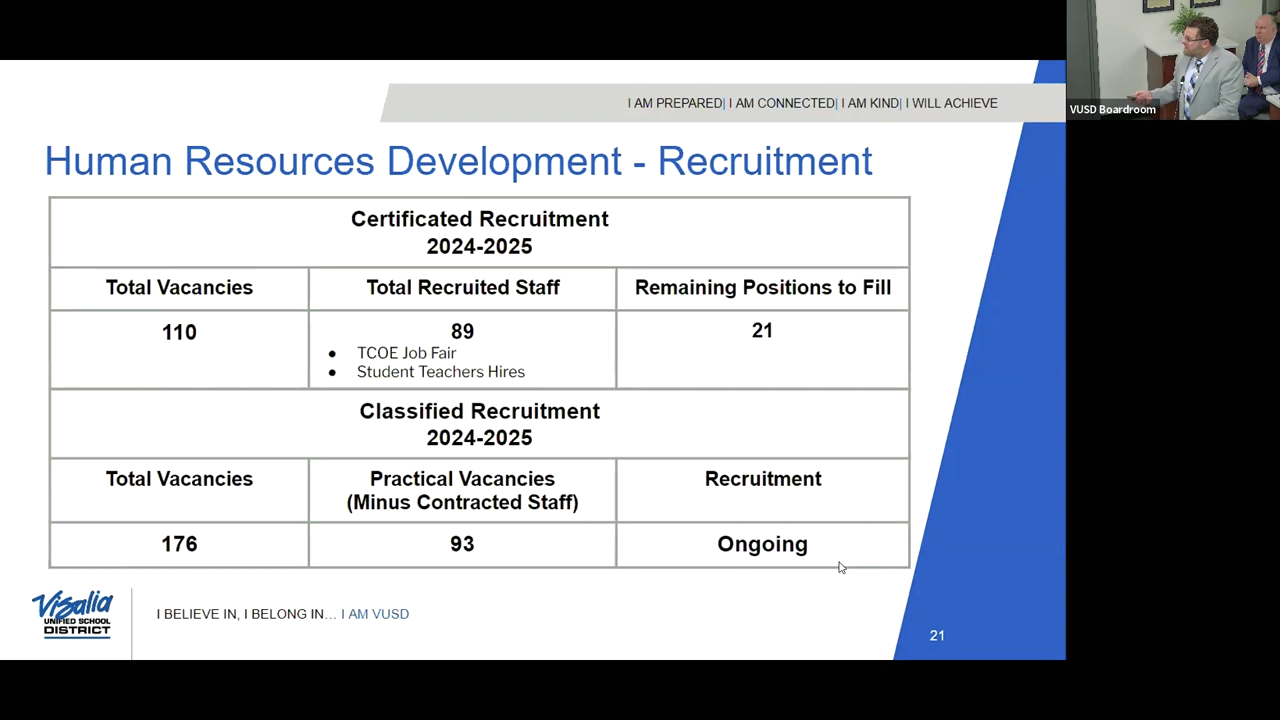 I AM PREPARED| I AM CONNECTED| I AM KIND| I WILL ACHIEVE
VUSD Boardroom
Human Resources Development - Recruitment
Certificated Recruitment
2024-2025
Total Vacancies
Total Recruited Staff
Remaining Positions to Fill
110
89
● TCOE Job Fair
● Student Teachers Hires
21
Classified Recruitment
2024-2025
Total Vacancies
Practical Vacancies
(Minus Contracted Staff)
Recruitment
176
93
Ongoing
Visalia
UNIFIED SCHOOL
DISTRICT
I BELIEVE IN, I BELONG IN... I AM VUSD
21